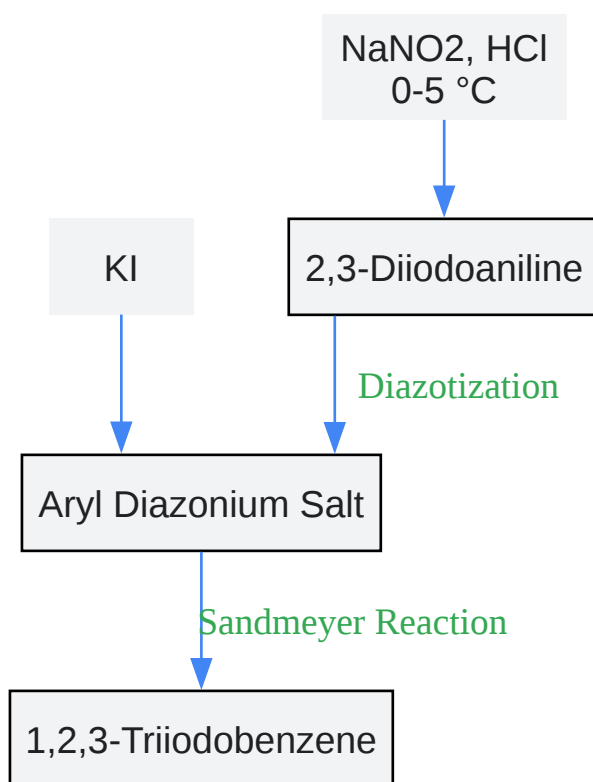 NaNO2, HCl
0-5 °C
KI
2,3-Diiodoaniline
Diazotization
Aryl Diazonium Salt
Sandmeyer Reaction
1,2,3-Triiodobenzene